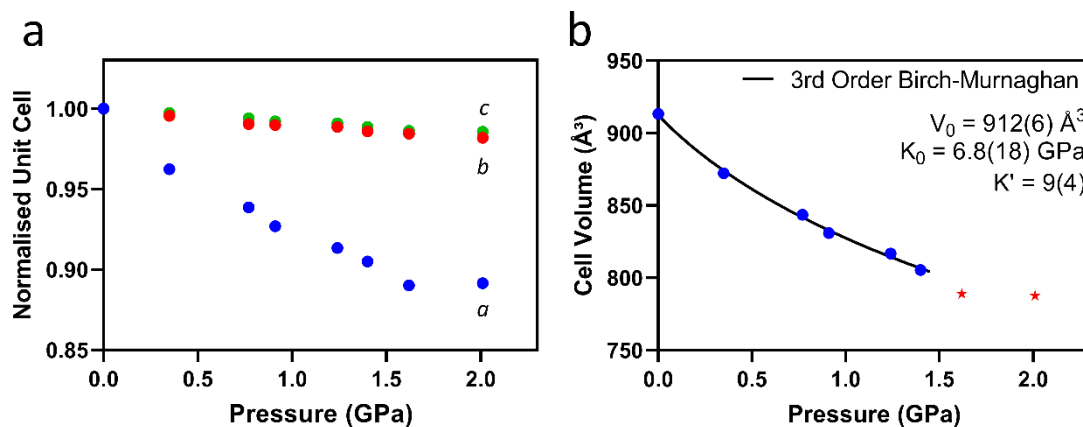 a
Normalised Unit Cell
1.00
0.95
0.90
0.85
c
b
a
0.0 0.5 1.0 1.5 2.0
Pressure (GPa)
b
Cell Volume (Å³)
950
900
850
800
750
3rd Order Birch-Murnaghan
V₀ = 912(6) Å³
K₀ = 6.8(18) GPa
K' = 9(4)
0.0 0.5 1.0 1.5 2.0
Pressure (GPa)